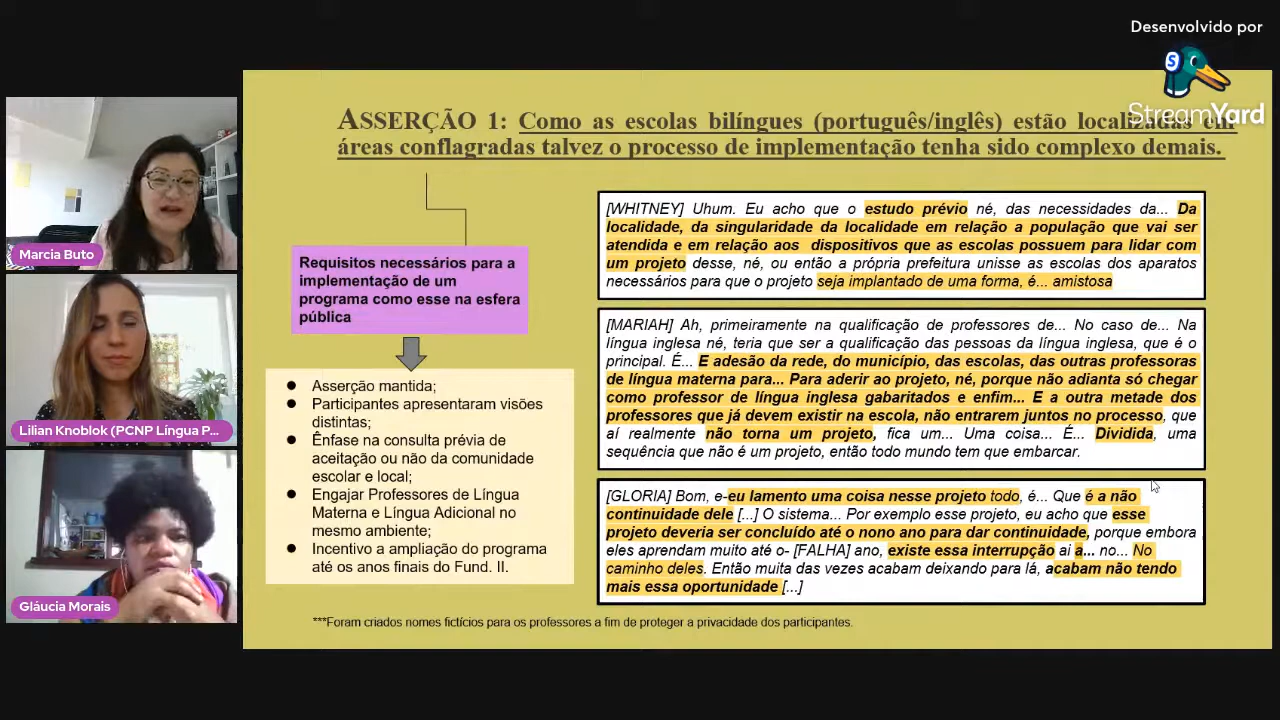 Desenvolvido por
StreamYard
ASSERÇÃO 1: Como as escolas bilíngues (português/inglês) estão localizadas em
áreas conflagradas talvez o processo de implementação tenha sido complexo demais.
Requisitos necessários para a
implementação de um
programa como esse na esfera
pública
● Asserção mantida;
● Participantes apresentaram visões
distintas;
● Ênfase na consulta prévia de
aceitação ou não da comunidade
escolar e local;
● Engajar Professores de Língua
Materna e Língua Adicional no
mesmo ambiente;
● Incentivo a ampliação do programa
até os anos finais do Fund. II.
[WHITNEY] Uhum. Eu acho que o estudo prévio né, das necessidades da... Da
localidade, da singularidade da localidade em relação a população que vai ser
atendida e em relação aos dispositivos que as escolas possuem para lidar com
um projeto desse, né, ou então a própria prefeitura unisse as escolas dos aparatos
necessários para que o projeto seja implantado de uma forma, é... amistosa
[MARIAH] Ah, primeiramente na qualificação de professores de... No caso de... Na
língua inglesa né, teria que ser a qualificação das pessoas da língua inglesa, que é o
principal. É... E adesão da rede, do município, das escolas, das outras professoras
de língua materna para... Para aderir ao projeto, né, porque não adianta só chegar
como professor de língua inglesa gabaritados e enfim... E a outra metade dos
professores que já devem existir na escola, não entrarem juntos no processo, que
aí realmente não torna um projeto, fica um... Uma coisa... É... Dividida, uma
sequência que não é um projeto, então todo mundo tem que embarcar.
[GLORIA] Bom, e-eu lamento uma coisa nesse projeto todo, é... Que é a não
continuidade dele [...] O sistema... Por exemplo esse projeto, eu acho que esse
projeto deveria ser concluído até o nono ano para dar continuidade, porque embora
eles aprendam muito até o- [FALHA] ano, existe essa interrupção aí a... no... No
caminho deles. Então muita das vezes acabam deixando para lá, acabam não tendo
mais essa oportunidade [...]
***Foram criados nomes fictícios para os professores a fim de proteger a privacidade dos participantes.
Marcia Buto
Lilian Knoblok (PCNP Língua P...
Gláucia Morais